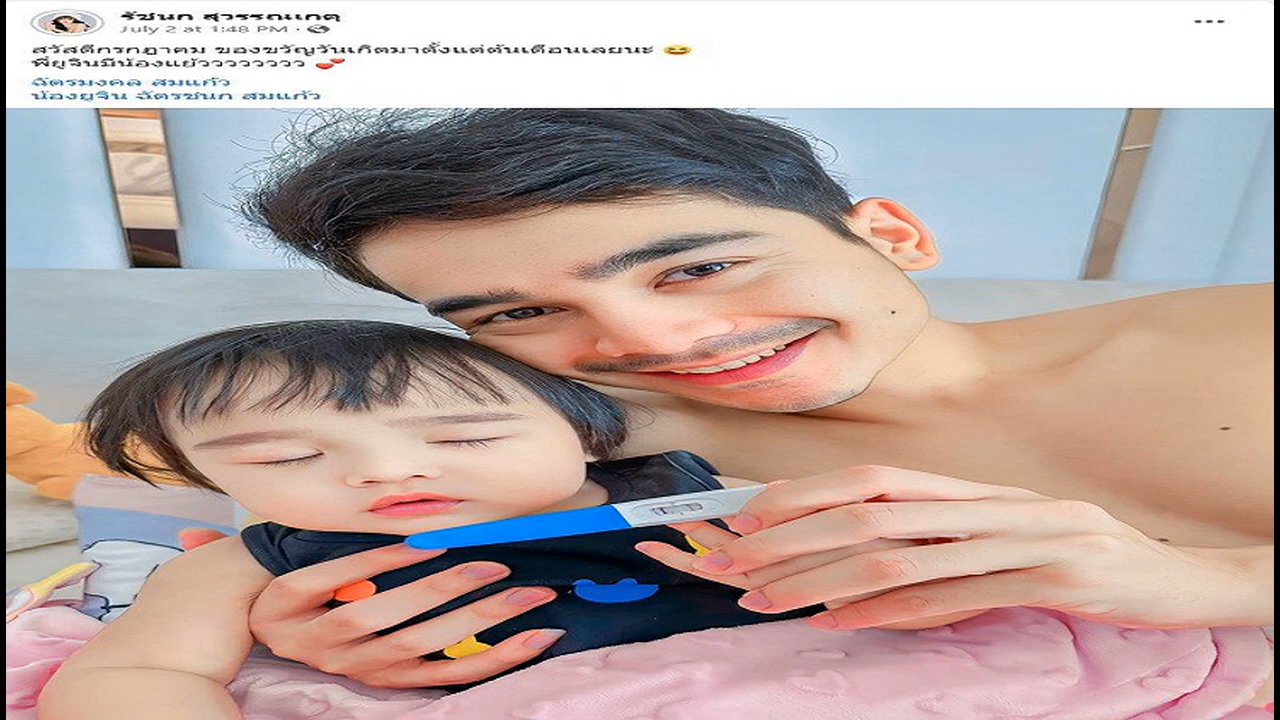 รัชนก สุวรรณเกตุ
July 2 at 1:48 PM ·
สวัสดีกรกฎาคม ของขวัญวันเกิดมาตั้งแต่ต้นเดือนเลยนะ 😆
พี่ยูจินมีน้องแย้วววววววว 💕
ฉัตรมงคล สมแก้ว
น้องยูจิน ฉัตรชนก สมแก้ว